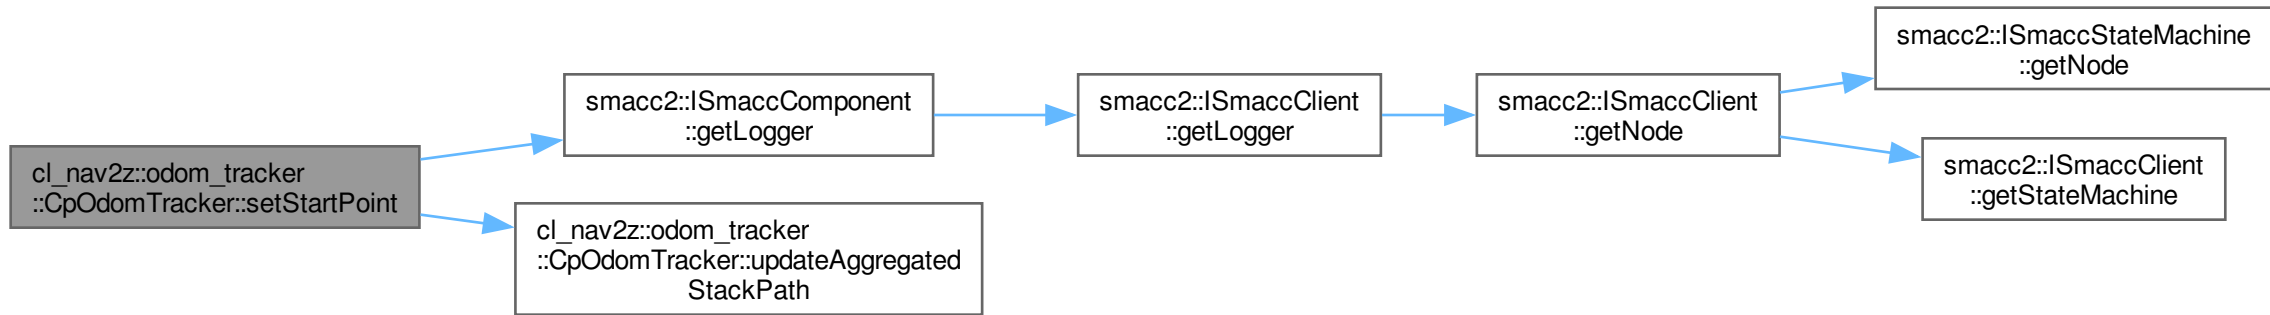 cl_nav2z::odom_tracker
::CpOdomTracker::setStartPoint
smacc2::ISmaccComponent
::getLogger
smacc2::ISmaccClient
::getLogger
smacc2::ISmaccClient
::getNode
smacc2::ISmaccStateMachine
::getNode
smacc2::ISmaccClient
::getStateMachine
cl_nav2z::odom_tracker
::CpOdomTracker::updateAggregated
StackPath